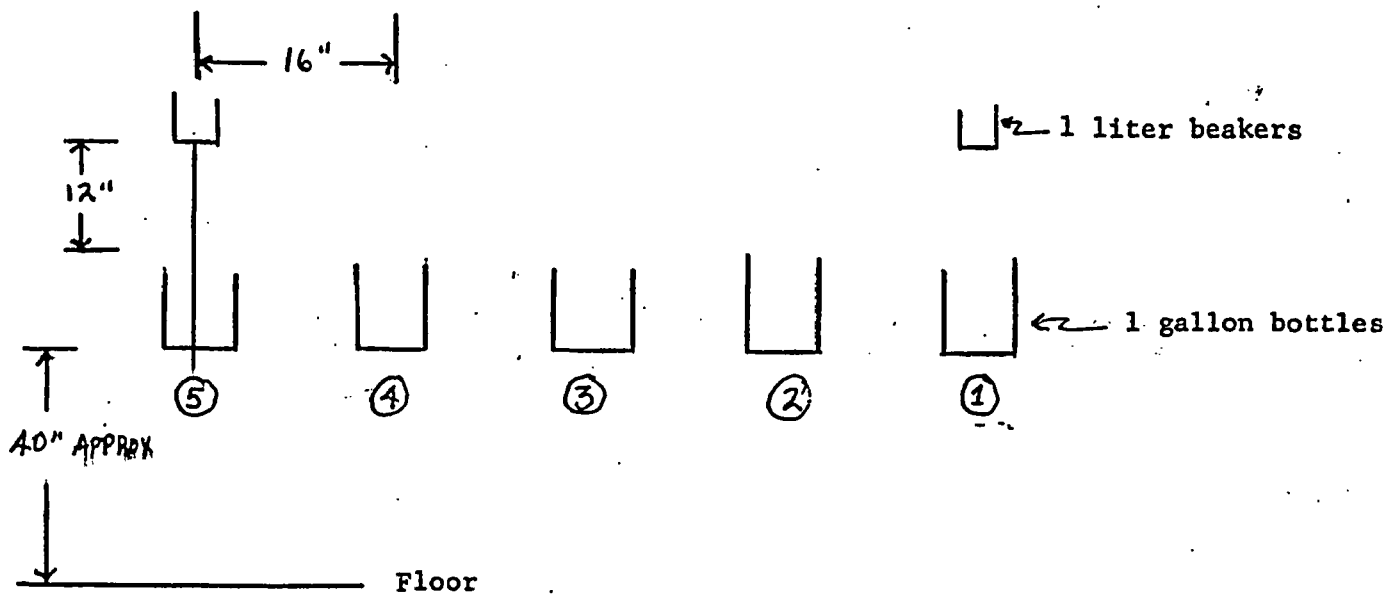 16"
1 liter beakers
12"
1 gallon bottles
⑤ ④ ③ ② ①
40" APPROX
Floor